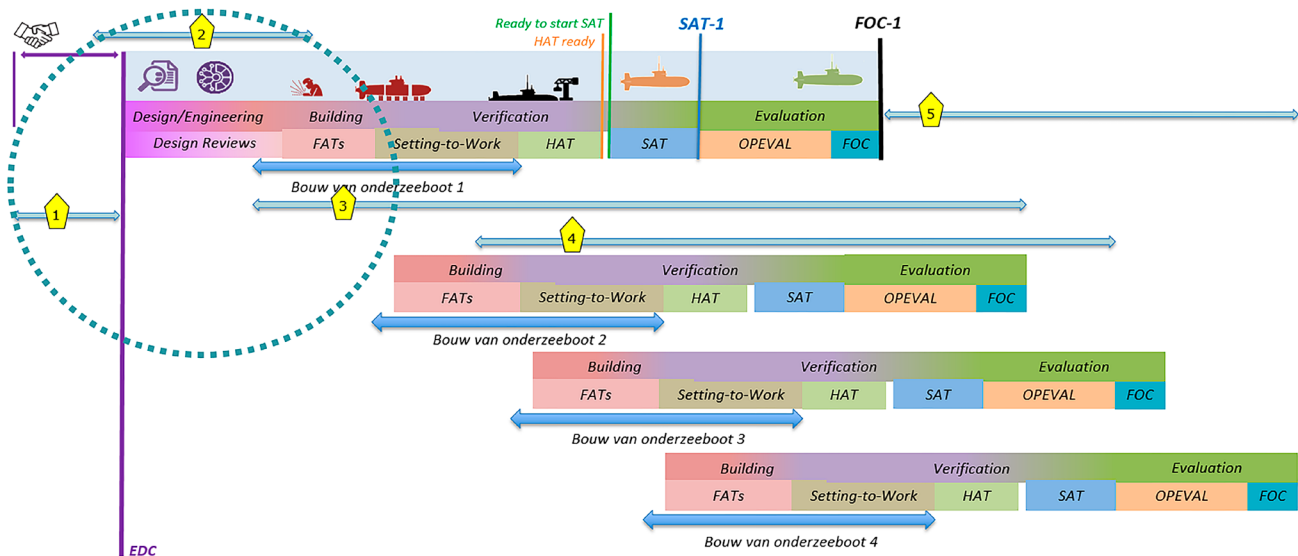 2
Ready to start SAT
HAT ready
SAT-1
FOC-1
Design/Engineering
Building
Verification
Evaluation
5
Design Reviews
FATs
Setting-to-Work
HAT
SAT
OPEVAL
FOC
Bouw van onderzeeboot 1
1
3
4
Building
Verification
Evaluation
FATs
Setting-to-Work
HAT
SAT
OPEVAL
FOC
Bouw van onderzeeboot 2
Building
Verification
Evaluation
FATs
Setting-to-Work
HAT
SAT
OPEVAL
FOC
Bouw van onderzeeboot 3
Building
Verification
Evaluation
FATs
Setting-to-Work
HAT
SAT
OPEVAL
FOC
Bouw van onderzeeboot 4
EDC